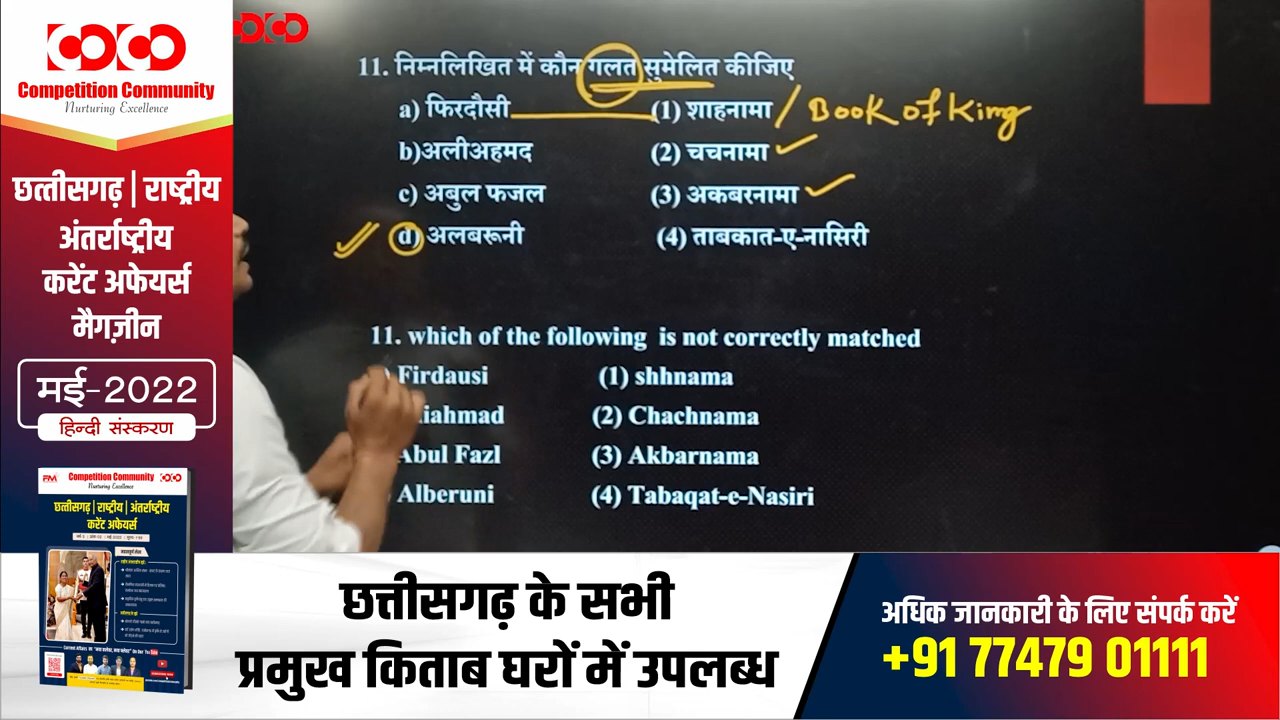 COCO
Competition Community
Nurturing Excellence
छत्तीसगढ़ | राष्ट्रीय
अंतर्राष्ट्रीय
करेंट अफेयर्स
मैगज़ीन
मई-2022
हिन्दी संस्करण
Competition Community
Nurturing Excellence
छत्तीसगढ़ | राष्ट्रीय | अंतर्राष्ट्रीय
करेंट अफेयर्स
COCO
11. निम्नलिखित में कौन गलत सुमेलित कीजिए
a) फिरदौसी (1) शाहनामा / Book of King
b)अलीअहमद (2) चचनामा
c) अबुल फजल (3) अकबरनामा
d) अलबरूनी (4) ताबकात-ए-नासिरी
11. which of the following is not correctly matched
) Firdausi (1) shhnama
iahmad (2) Chachnama
Abul Fazl (3) Akbarnama
Alberuni (4) Tabaqat-e-Nasiri
छत्तीसगढ़ के सभी
प्रमुख किताब घरों में उपलब्ध
अधिक जानकारी के लिए संपर्क करें
+91 77479 01111